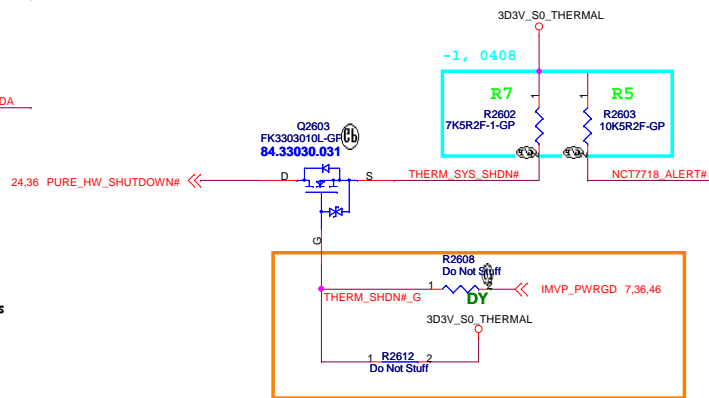 3D3V_S0_THERMAL
-1, 0408
R7
R5
DA
R2602
7K5R2F-1-GP
R2603
10K5R2F-GP
1
1
Q2603
FK3303010L-GP
84.33030.031
24,36 PURE_HW_SHUTDOWN#
D
S
THERM_SYS_SHDN#
NCT7718_ALERT#
G
R2608
Do Not Stuff
1
THERM_SHDN#_G
DY
IMVP_PWRGD 7,36,46
3D3V_S0_THERMAL
s
1 R2612 2
Do Not Stuff